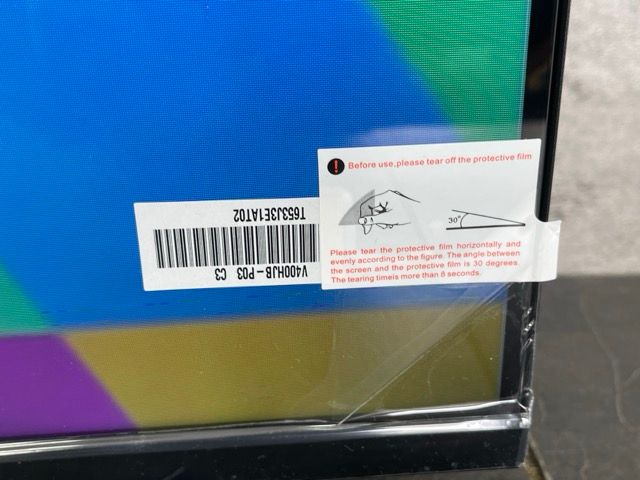 ! Before use,please tear off the protective film
30°
Please tear the protective film horizontally and
evenly according to the figure. The angle between
the screen and the protective film is 30 degrees.
The tearing timeis more than 8 seconds.
V400HJB-P03 C3
T653J3E1AT02